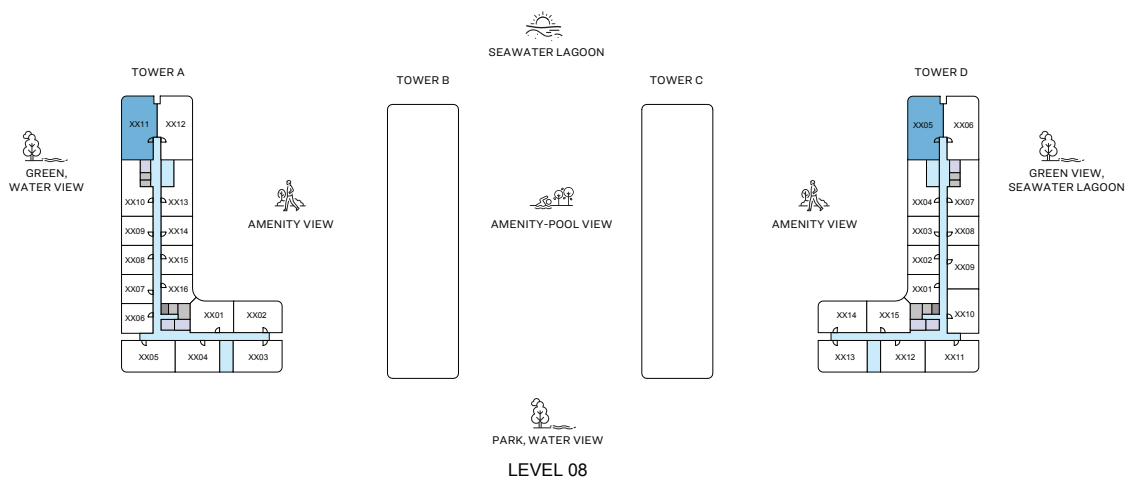 SEAWATER LAGOON
TOWER A
TOWER B
TOWER C
TOWER D
XX11
XX12
XX05
XX06
GREEN,
WATER VIEW
GREEN VIEW,
SEAWATER LAGOON
XX10
XX13
XX04
XX07
AMENITY VIEW
AMENITY-POOL VIEW
AMENITY VIEW
XX09
XX14
XX03
XX08
XX08
XX15
XX02
XX09
XX07
XX16
XX01
XX06
XX01
XX02
XX14
XX15
XX10
XX05
XX04
XX03
XX13
XX12
XX11
PARK, WATER VIEW
LEVEL 08